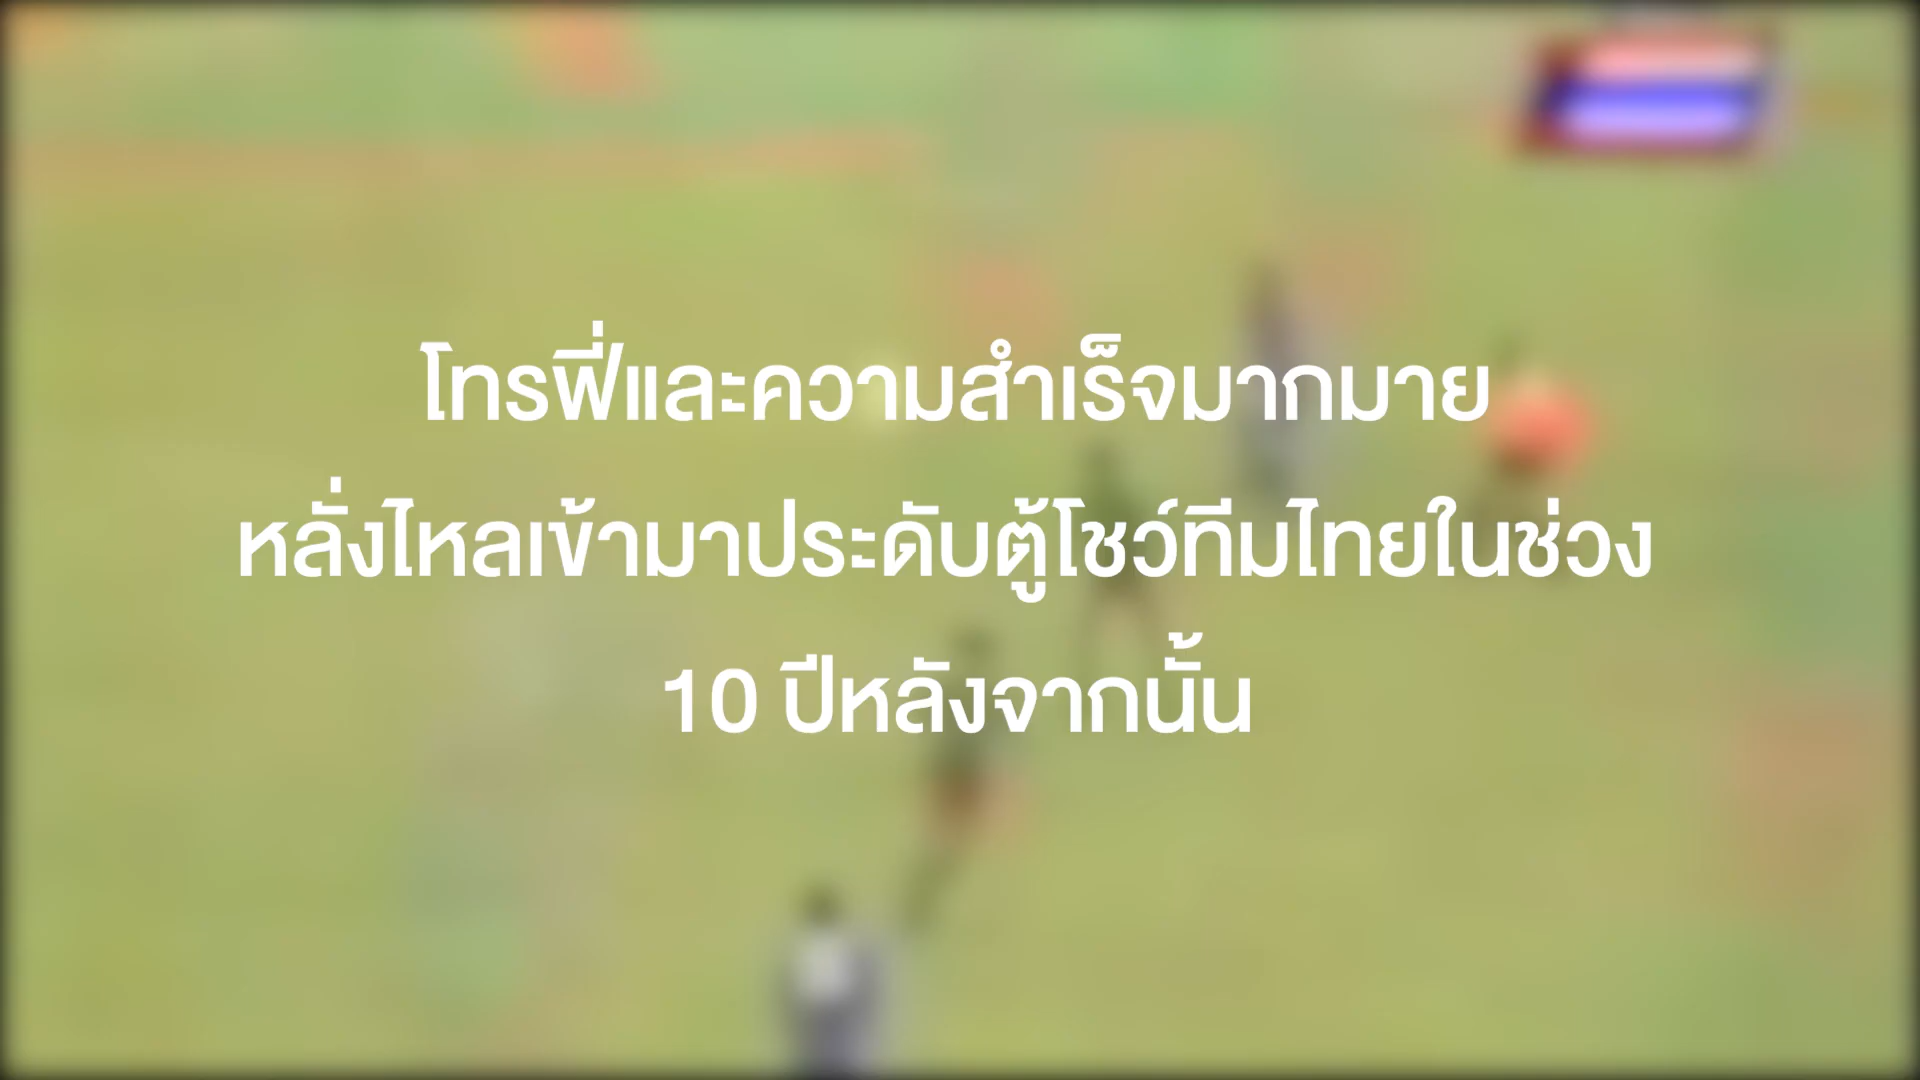 โทรฟี่และความสำเร็จมากมาย
หลั่งไหลเข้ามาประดับตู้โชว์ทีมไทยในช่วง
10 ปีหลังจากนั้น